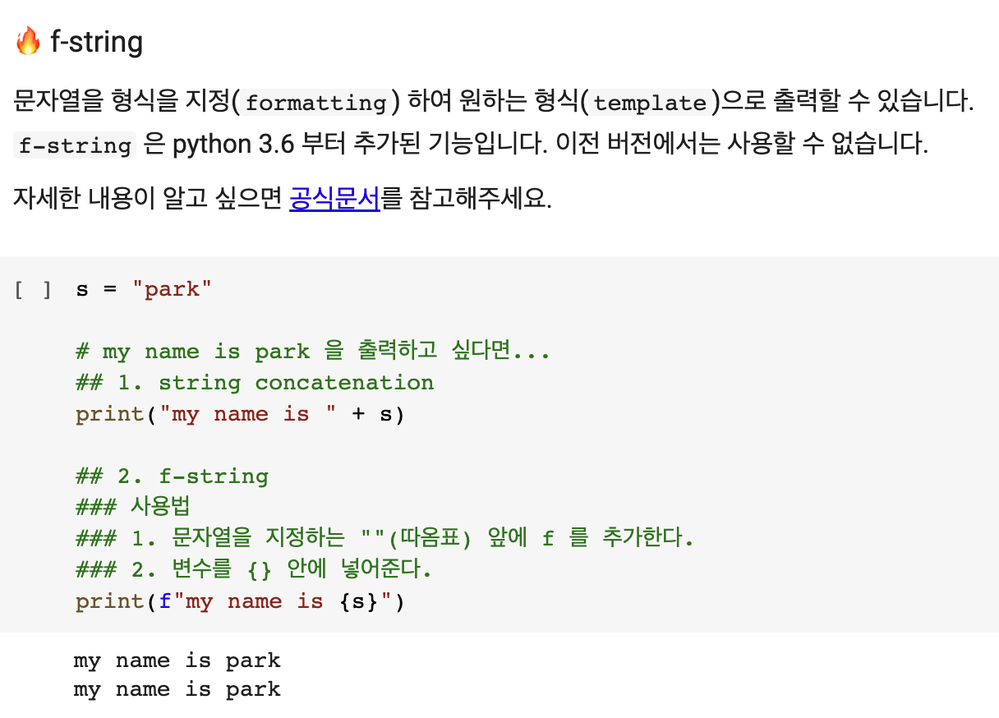 🔥 f-string
문자열을 형식을 지정(formatting) 하여 원하는 형식(template)으로 출력할 수 있습니다.
f-string 은 python 3.6 부터 추가된 기능입니다. 이전 버전에서는 사용할 수 없습니다.
자세한 내용이 알고 싶으면 공식문서를 참고해주세요.
[ ] s = "park"
# my name is park 을 출력하고 싶다면...
## 1. string concatenation
print("my name is " + s)
## 2. f-string
### 사용법
### 1. 문자열을 지정하는 ""(따옴표) 앞에 f 를 추가한다.
### 2. 변수를 {} 안에 넣어준다.
print(f"my name is {s}")
my name is park
my name is park